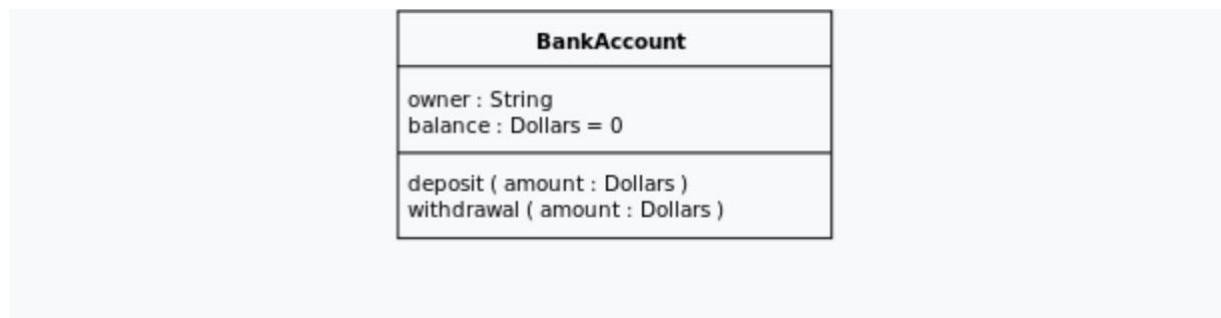 BankAccount
owner : String
balance : Dollars = 0
deposit ( amount : Dollars )
withdrawal ( amount : Dollars )